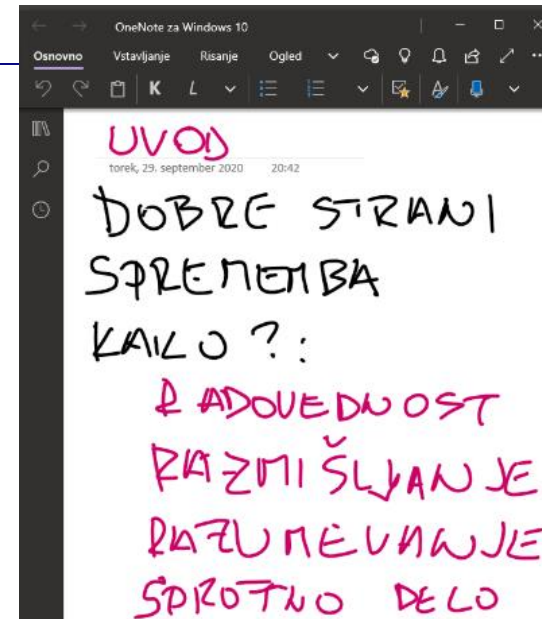 OneNote za Windows 10
Osnovno Vstavljanje Risanje Ogled
K L
UVOD
torek, 29. september 2020 20:42
DOBRE STRANI
SPREMEMBA
KAKO?:
RADOVEDNOST
RAZMIŠLJANJE
RAZUMEVANJE
SPROTNO DELO